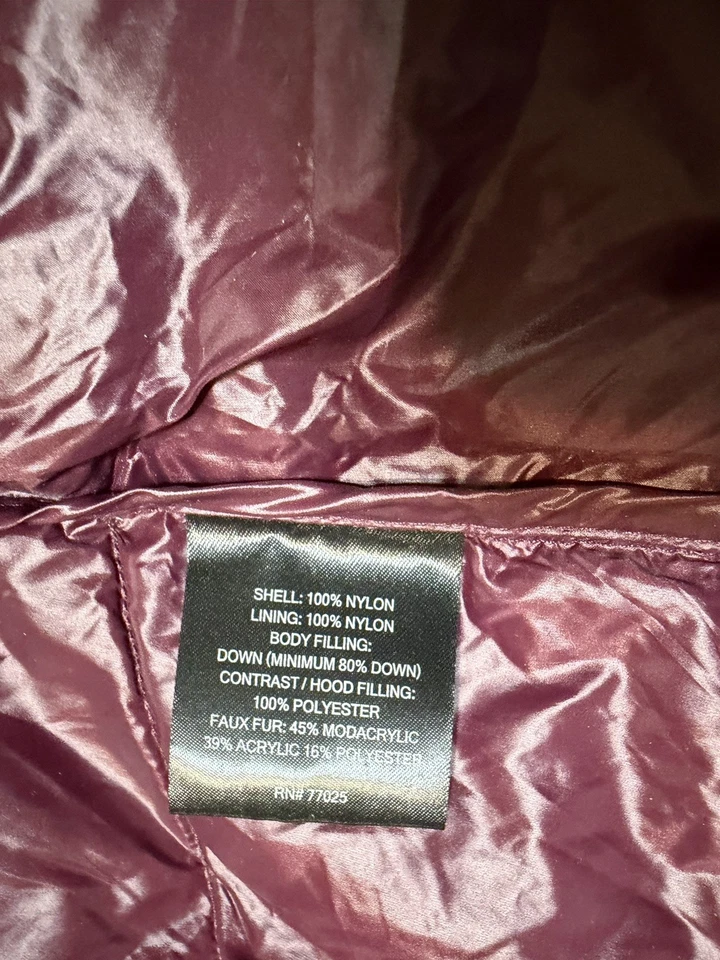 SHELL: 100% NYLON
LINING: 100% NYLON
BODY FILLING:
DOWN (MINIMUM 80% DOWN)
CONTRAST / HOOD FILLING:
100% POLYESTER
FAUX FUR: 45% MODACRYLIC
39% ACRYLIC 16% POLYESTER
RN# 77025